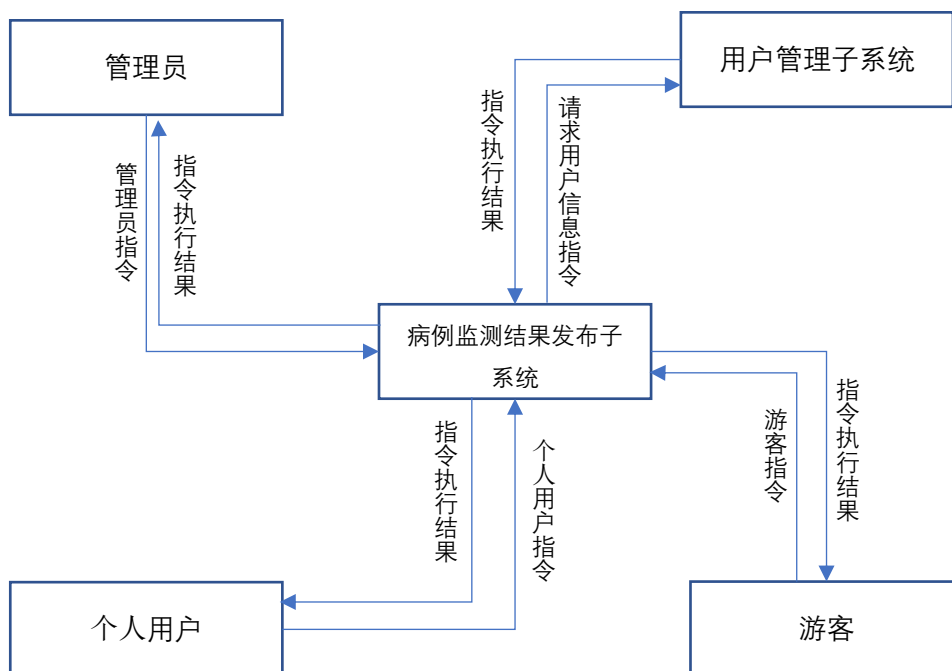 管理员
用户管理子系统
管理员指令
指令执行结果
指令执行结果
请求用户信息指令
病例监测结果发布子
系统
指令执行结果
个人用户指令
游客指令
指令执行结果
个人用户
游客